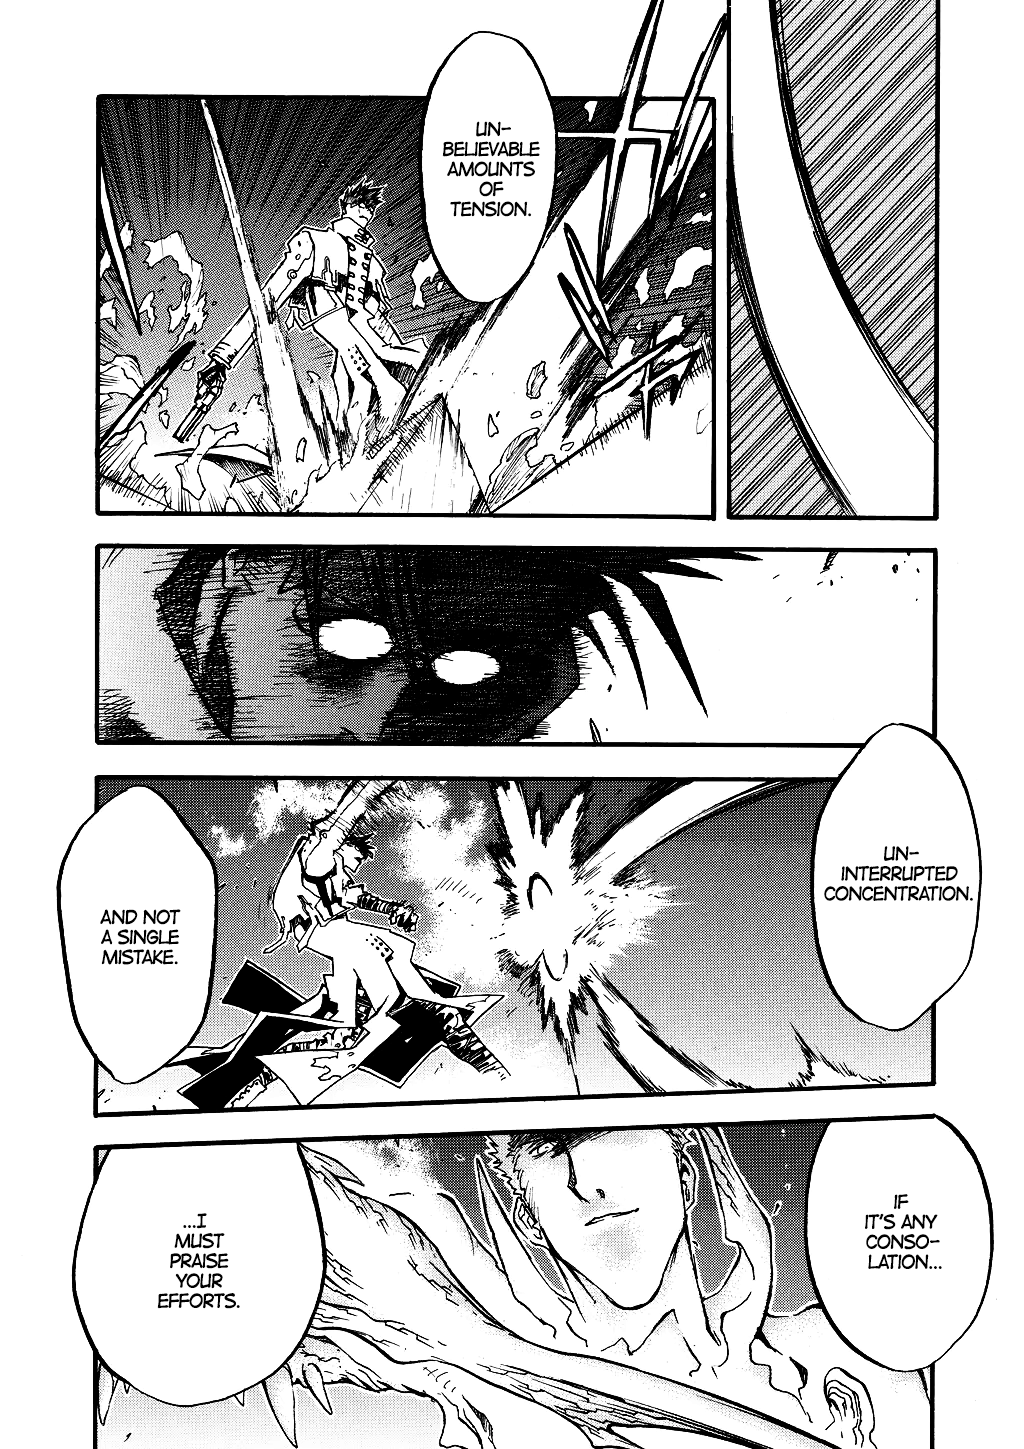 UN-
BELIEVABLE
AMOUNTS
OF
TENSION.
UN-
INTERRUPTED
CONCENTRATION.
AND NOT
A SINGLE
MISTAKE.
IF
IT'S ANY
CONSO-
LATION...
...I
MUST
PRAISE
YOUR
EFFORTS.